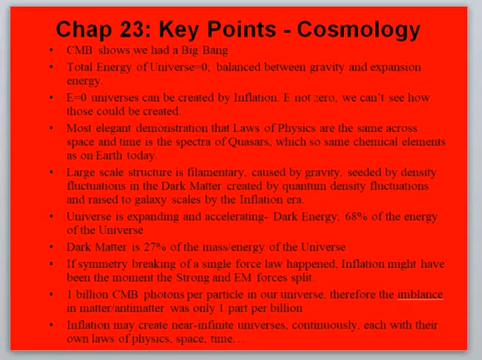 Chap 23: Key Points - Cosmology
• CMB shows we had a Big Bang
• Total Energy of Universe=0; balanced between gravity and expansion
energy.
• E=0 universes can be created by Inflation. E not zero, we can't see how
those could be created.
• Most elegant demonstration that Laws of Physics are the same across
space and time is the spectra of Quasars, which so same chemical elements
as on Earth today.
• Large scale structure is filamentary, caused by gravity, seeded by density
fluctuations in the Dark Matter created by quantum density fluctuations
and raised to galaxy scales by the Inflation era.
• Universe is expanding and accelerating- Dark Energy; 68% of the energy
of the Universe
• Dark Matter is 27% of the mass/energy of the Universe
• If symmetry breaking of a single force law happened, Inflation might have
been the moment the Strong and EM forces split.
• 1 billion CMB photons per particle in our universe, therefore the imblance
in matter/antimatter was only 1 part per billion
• Inflation may create near-infinite universes, continuously, each with their
own laws of physics, space, time…